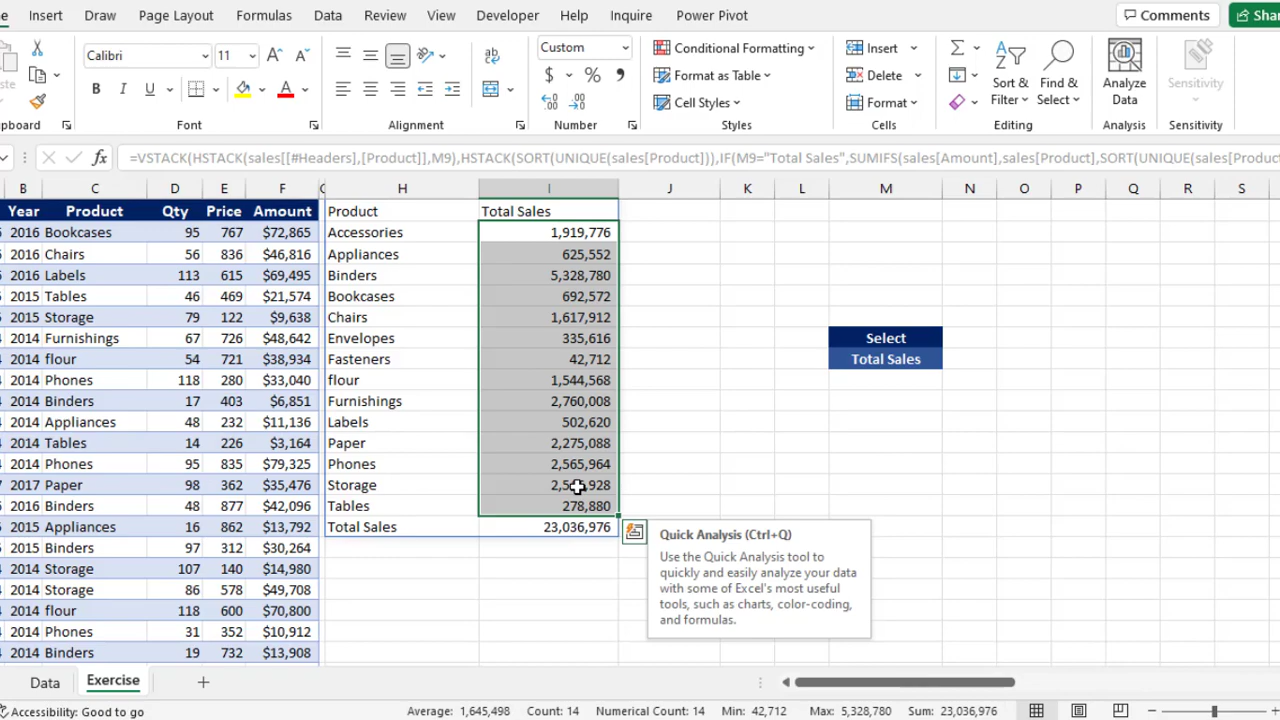 Insert Draw Page Layout Formulas Data Review View Developer Help Inquire Power Pivot Comments
Calibri 11 Custom Conditional Formatting Insert
B I U A $ % Format as Table Delete
Cell Styles Format Sort & Filter Find & Select Analyze Data Sensitivity
Font Alignment Number Styles Cells Editing Analysis Sensitivity
fx =VSTACK(HSTACK(sales[[#Headers],[Product]],M9),HSTACK(SORT(UNIQUE(sales[Product])),IF(M9="Total Sales",SUMIFS(sales[Amount],sales[Product],SORT(UNIQUE(sales[Produc
B C D E F H I J K L M N O P Q R S
Year Product Qty Price Amount Product Total Sales
2016 Bookcases 95 767 $72,865 Accessories 1,919,776
2016 Chairs 56 836 $46,816 Appliances 625,552
2016 Labels 113 615 $69,495 Binders 5,328,780
2015 Tables 46 469 $21,574 Bookcases 692,572
2015 Storage 79 122 $9,638 Chairs 1,617,912
2014 Furnishings 67 726 $48,642 Envelopes 335,616 Select
2014 flour 54 721 $38,934 Fasteners 42,712 Total Sales
2014 Phones 118 280 $33,040 flour 1,544,568
2014 Binders 17 403 $6,851 Furnishings 2,760,008
2014 Appliances 48 232 $11,136 Labels 502,620
2014 Tables 14 226 $3,164 Paper 2,275,088
2014 Phones 95 835 $79,325 Phones 2,565,964
2017 Paper 98 362 $35,476 Storage
2016 Binders 48 877 $42,096 Tables 278,880
2015 Appliances 16 862 $13,792 Total Sales 23,036,976
2015 Binders 97 312 $30,264
2014 Storage 107 140 $14,980
2014 Storage 86 578 $49,708
2014 flour 118 600 $70,800
2014 Phones 31 352 $10,912
2014 Binders 19 732 $13,908
Quick Analysis (Ctrl+Q)
Use the Quick Analysis tool to
quickly and easily analyze your data
with some of Excel's most useful
tools, such as charts, color-coding,
and formulas.
Data Exercise
Accessibility: Good to go Average: 1,645,498 Count: 14 Numerical Count: 14 Min: 42,712 Max: 5,328,780 Sum: 23,036,976